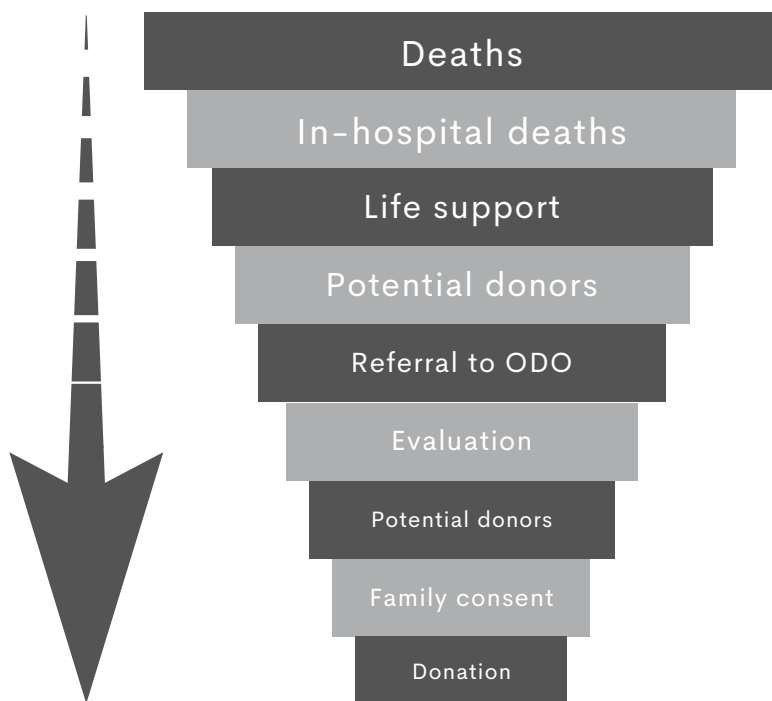 Deaths
In-hospital deaths
Life support
Potential donors
Referral to ODO
Evaluation
Potential donors
Family consent
Donation